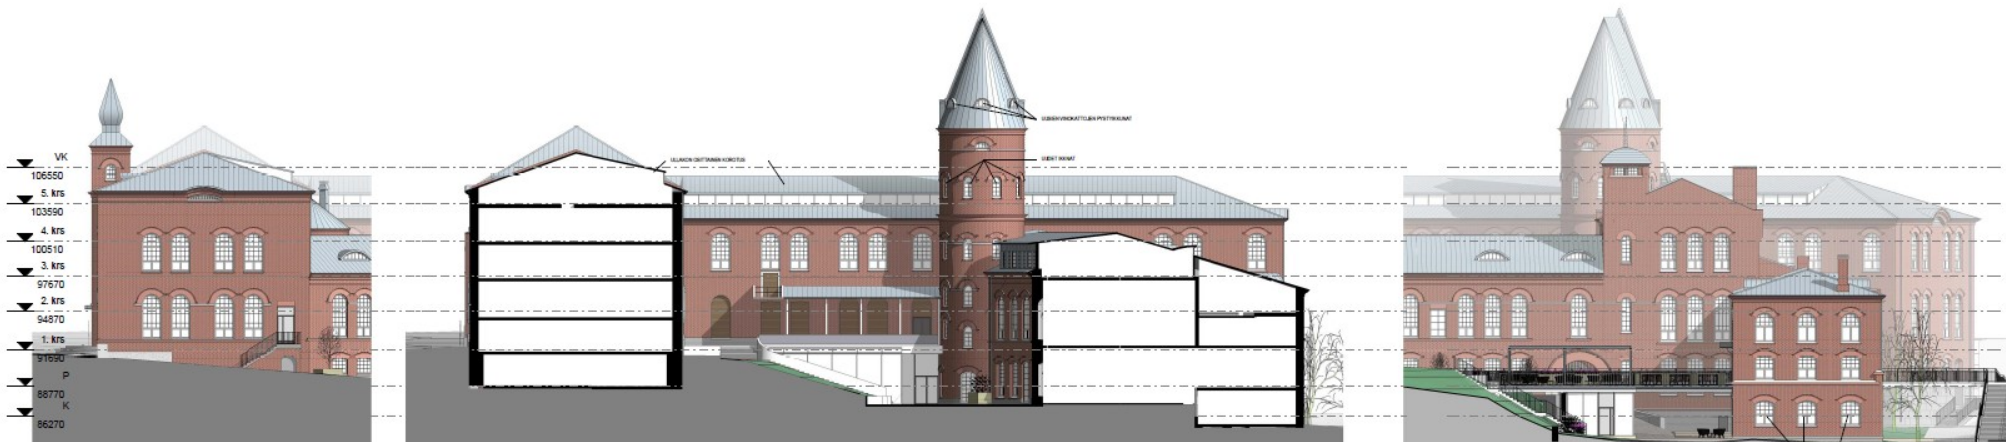 VK
106550
5. krs
103590
4. krs
100510
3. krs
97670
2. krs
94870
1. krs
91690
P
88770
K
86270
ULLAKON OSITTAINEN KOROTUS
UUSIEN VINOKATTOJEN PYSTYIKKUNAT
UUDET IKKUNAT